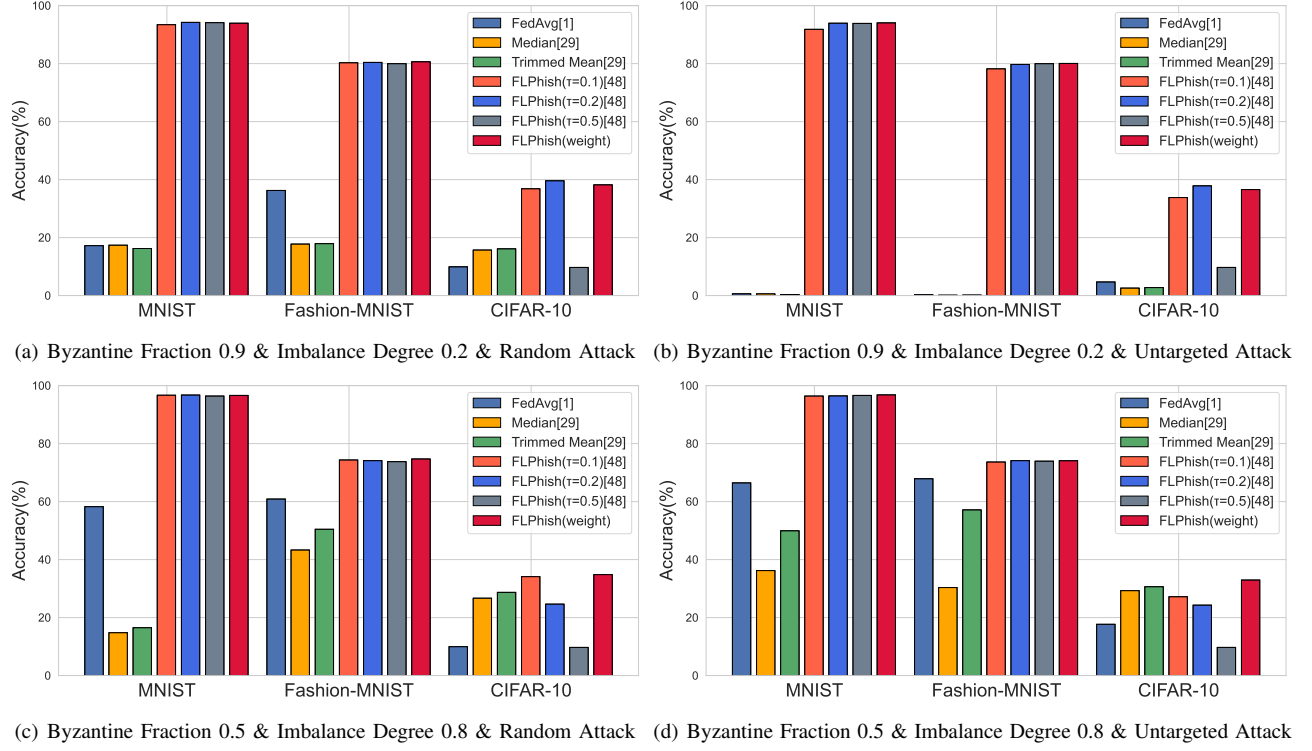 100
80
60
40
20
0
Accuracy(%)
FedAvg[1]
Median[29]
Trimmed Mean[29]
FLPhish(τ=0.1)[48]
FLPhish(τ=0.2)[48]
FLPhish(τ=0.5)[48]
FLPhish(weight)
MNIST Fashion-MNIST CIFAR-10
(a) Byzantine Fraction 0.9 & Imbalance Degree 0.2 & Random Attack
100
80
60
40
20
0
Accuracy(%)
FedAvg[1]
Median[29]
Trimmed Mean[29]
FLPhish(τ=0.1)[48]
FLPhish(τ=0.2)[48]
FLPhish(τ=0.5)[48]
FLPhish(weight)
MNIST Fashion-MNIST CIFAR-10
(b) Byzantine Fraction 0.9 & Imbalance Degree 0.2 & Untargeted Attack
100
80
60
40
20
0
Accuracy(%)
FedAvg[1]
Median[29]
Trimmed Mean[29]
FLPhish(τ=0.1)[48]
FLPhish(τ=0.2)[48]
FLPhish(τ=0.5)[48]
FLPhish(weight)
MNIST Fashion-MNIST CIFAR-10
(c) Byzantine Fraction 0.5 & Imbalance Degree 0.8 & Random Attack
100
80
60
40
20
0
Accuracy(%)
FedAvg[1]
Median[29]
Trimmed Mean[29]
FLPhish(τ=0.1)[48]
FLPhish(τ=0.2)[48]
FLPhish(τ=0.5)[48]
FLPhish(weight)
MNIST Fashion-MNIST CIFAR-10
(d) Byzantine Fraction 0.5 & Imbalance Degree 0.8 & Untargeted Attack